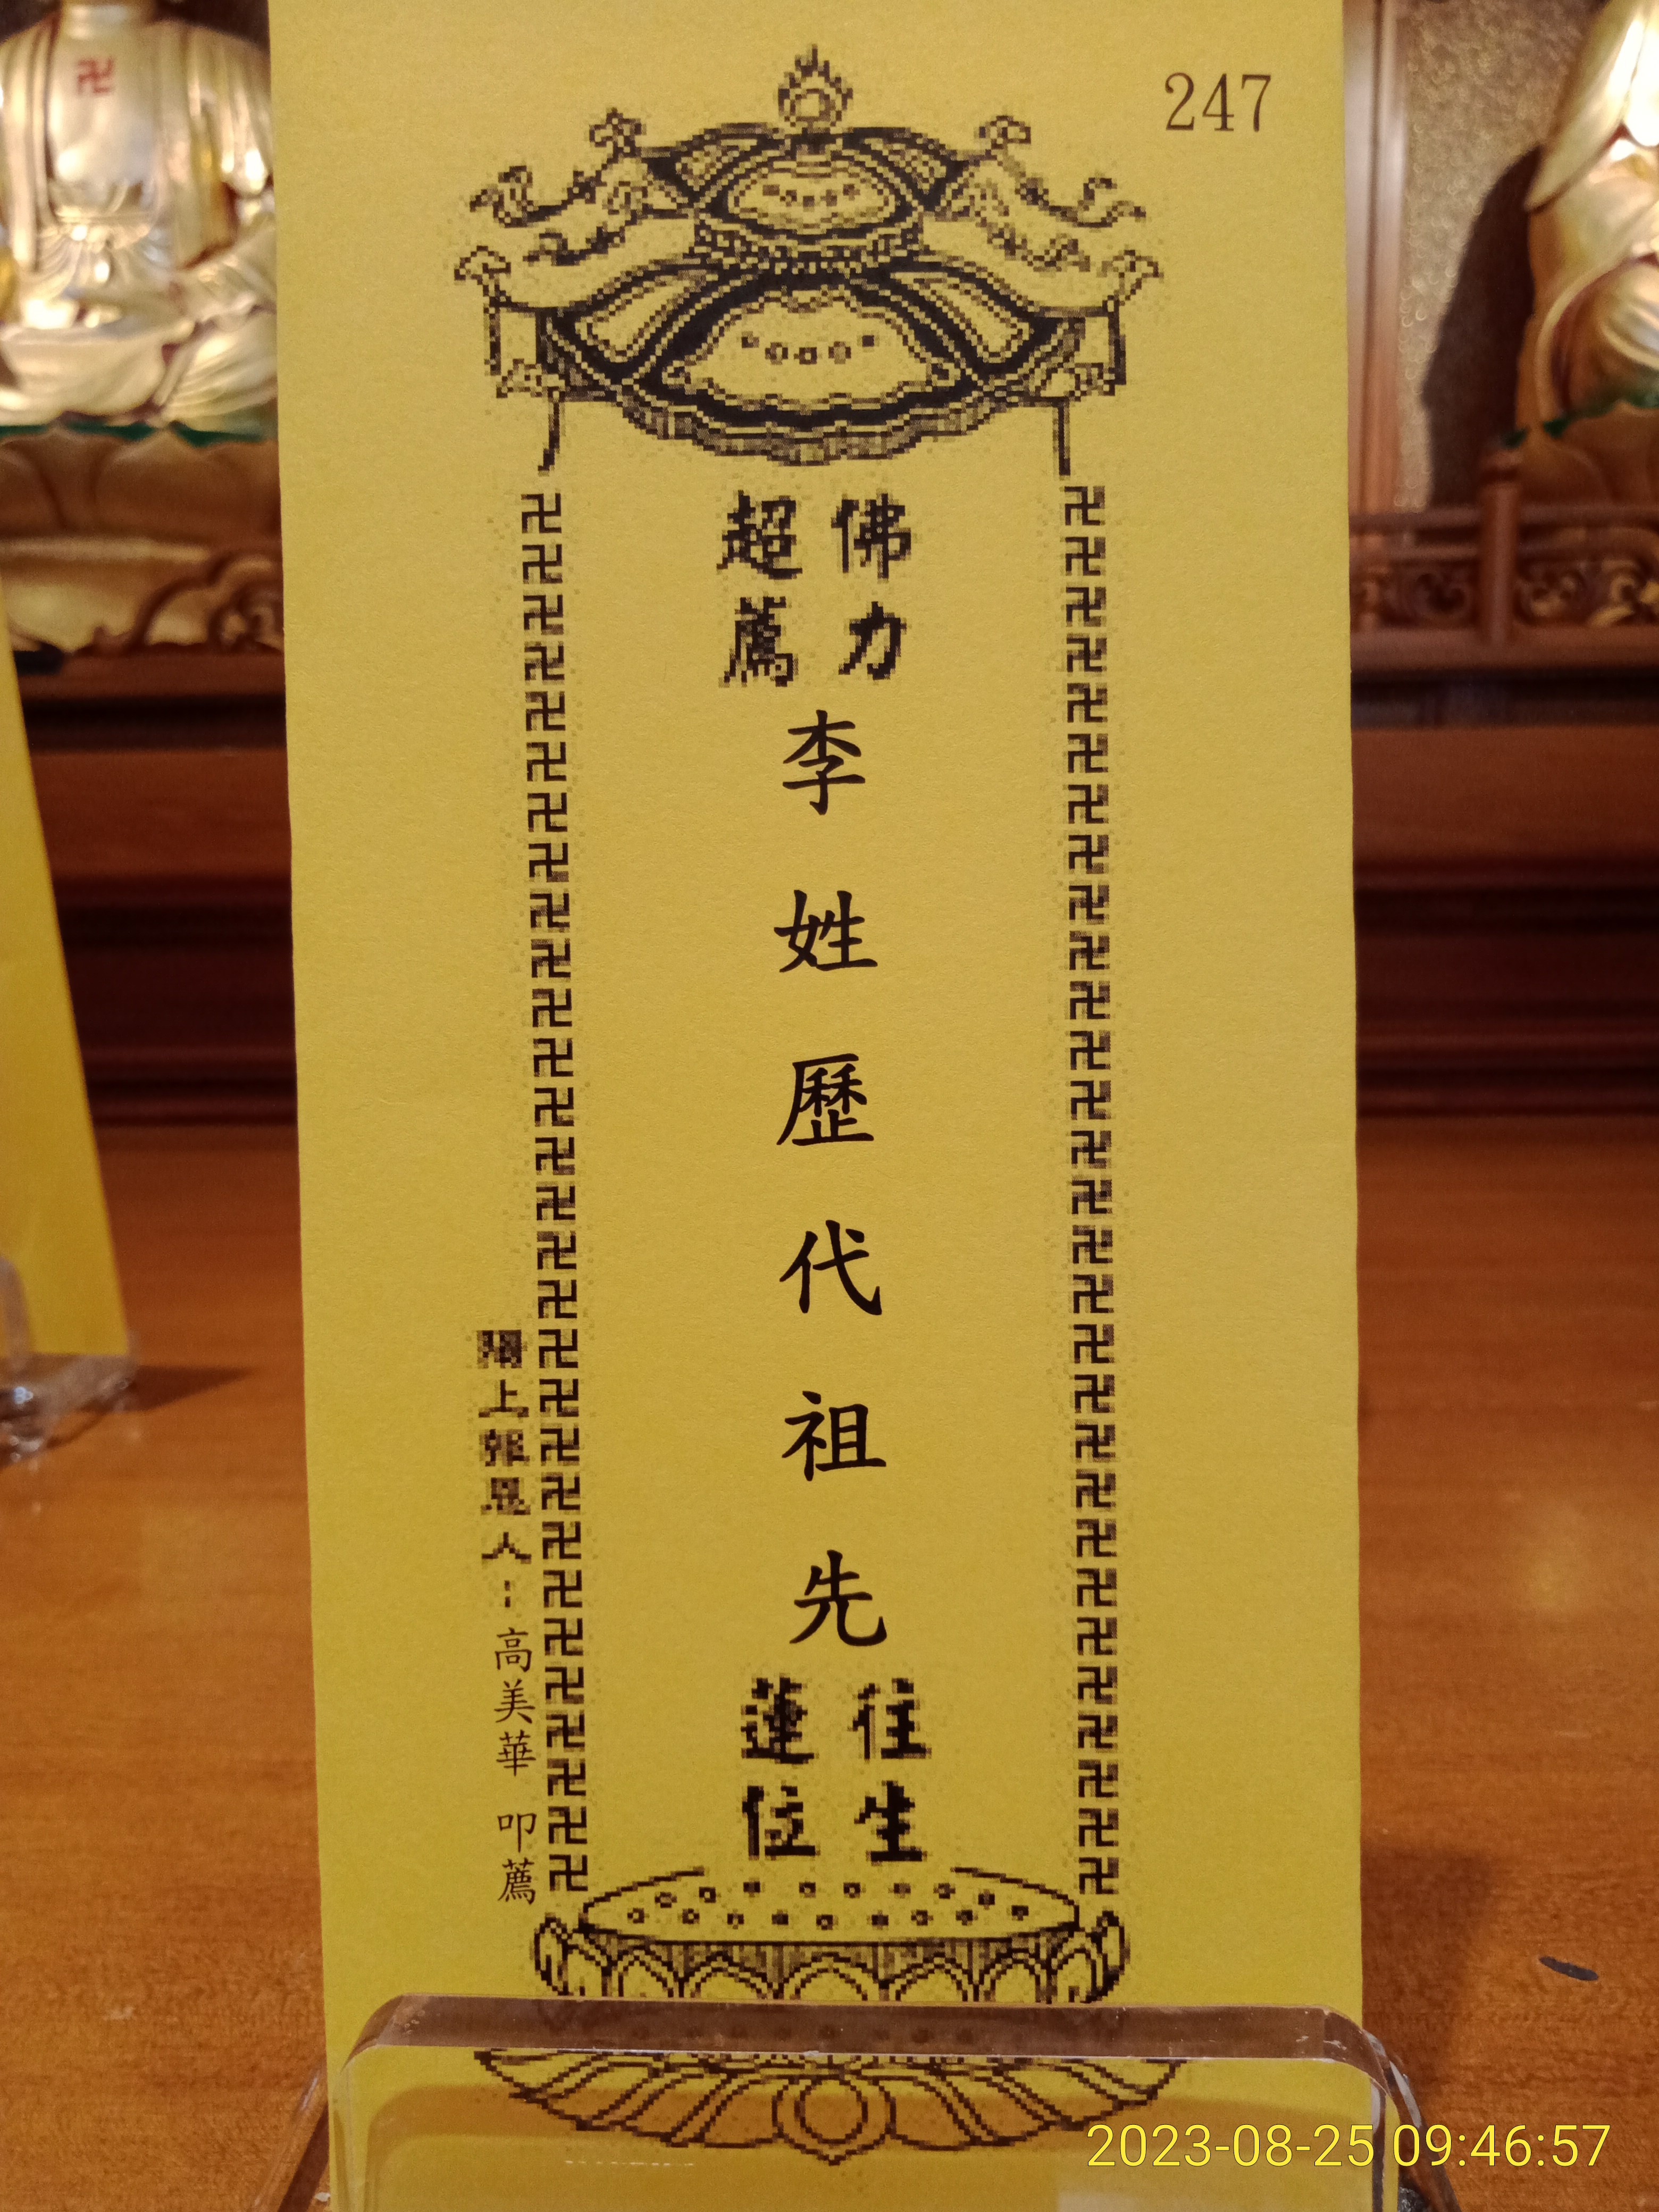 247
佛力
超薦
李姓歷代祖先
往生
蓮位
陽上報恩人：高美華 叩薦
2023-08-25 09:46:57